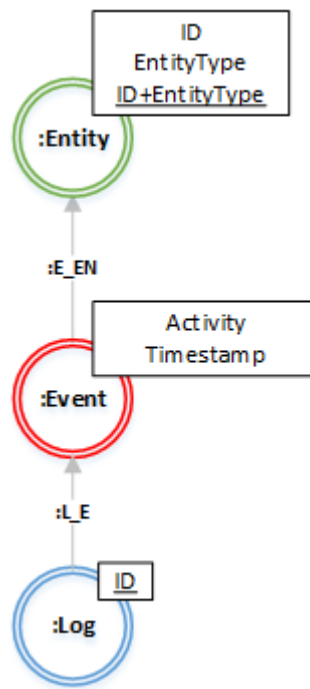 ID
EntityType
ID+EntityType
:Entity
:E_EN
Activity
Timestamp
:Event
:L_E
ID
:Log